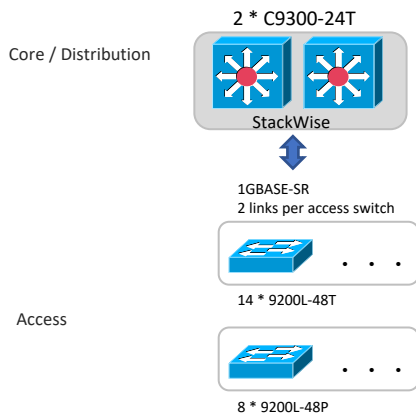 2 * C9300-24T
Core / Distribution
StackWise
1GBASE-SR
2 links per access switch
. . .
14 * 9200L-48T
Access
. . .
8 * 9200L-48P